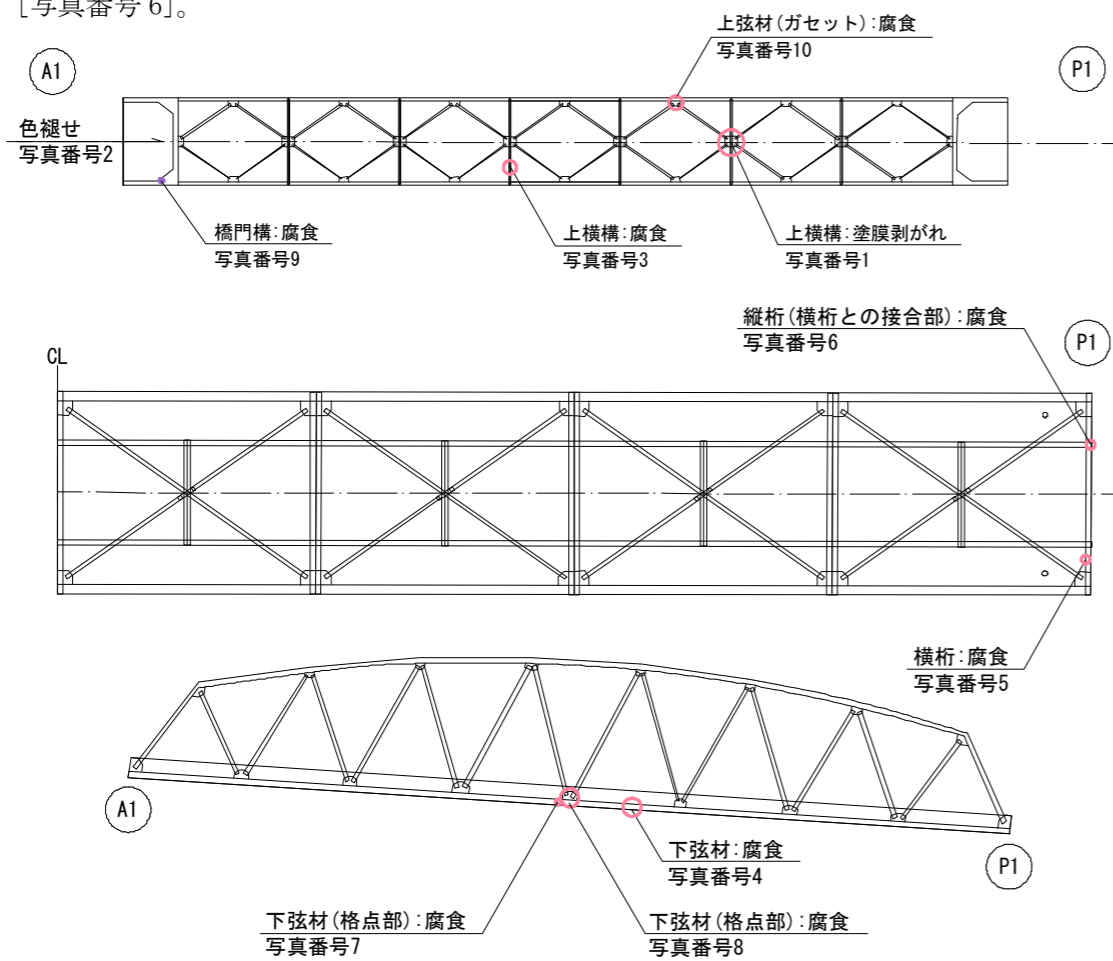 [写真番号6]。
上弦材(ガセット):腐食
写真番号10
A1
P1
色褪せ
写真番号2
橋門構:腐食
写真番号9
上横構:腐食
写真番号3
上横構:塗膜剥がれ
写真番号1
縦桁(横桁との接合部):腐食
写真番号6
P1
CL
横桁:腐食
写真番号5
A1
下弦材:腐食
写真番号4
P1
下弦材(格点部):腐食
写真番号7
下弦材(格点部):腐食
写真番号8